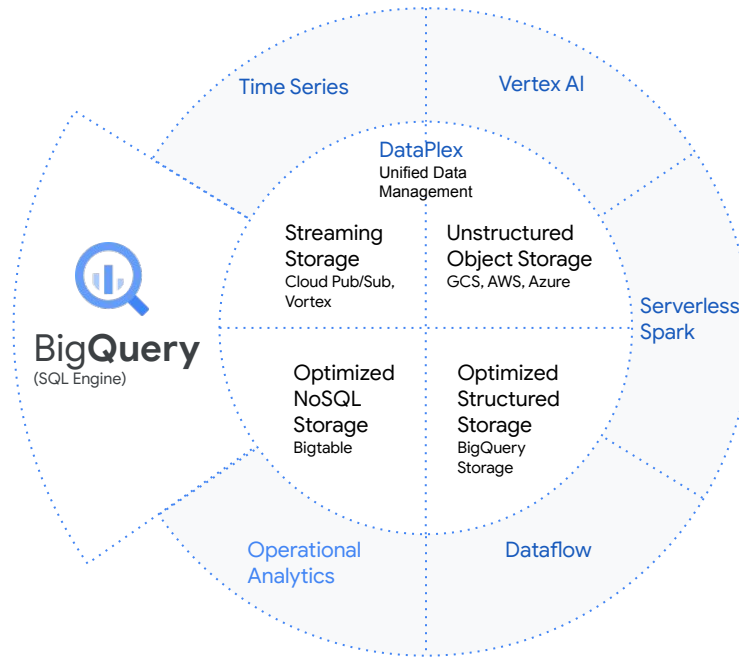 Time Series
Vertex AI
DataPlex
Unified Data
Management
Streaming
Storage
Cloud Pub/Sub,
Vortex
Unstructured
Object Storage
GCS, AWS, Azure
BigQuery
(SQL Engine)
Serverless
Spark
Optimized
NoSQL
Storage
Bigtable
Optimized
Structured
Storage
BigQuery
Storage
Operational
Analytics
Dataflow